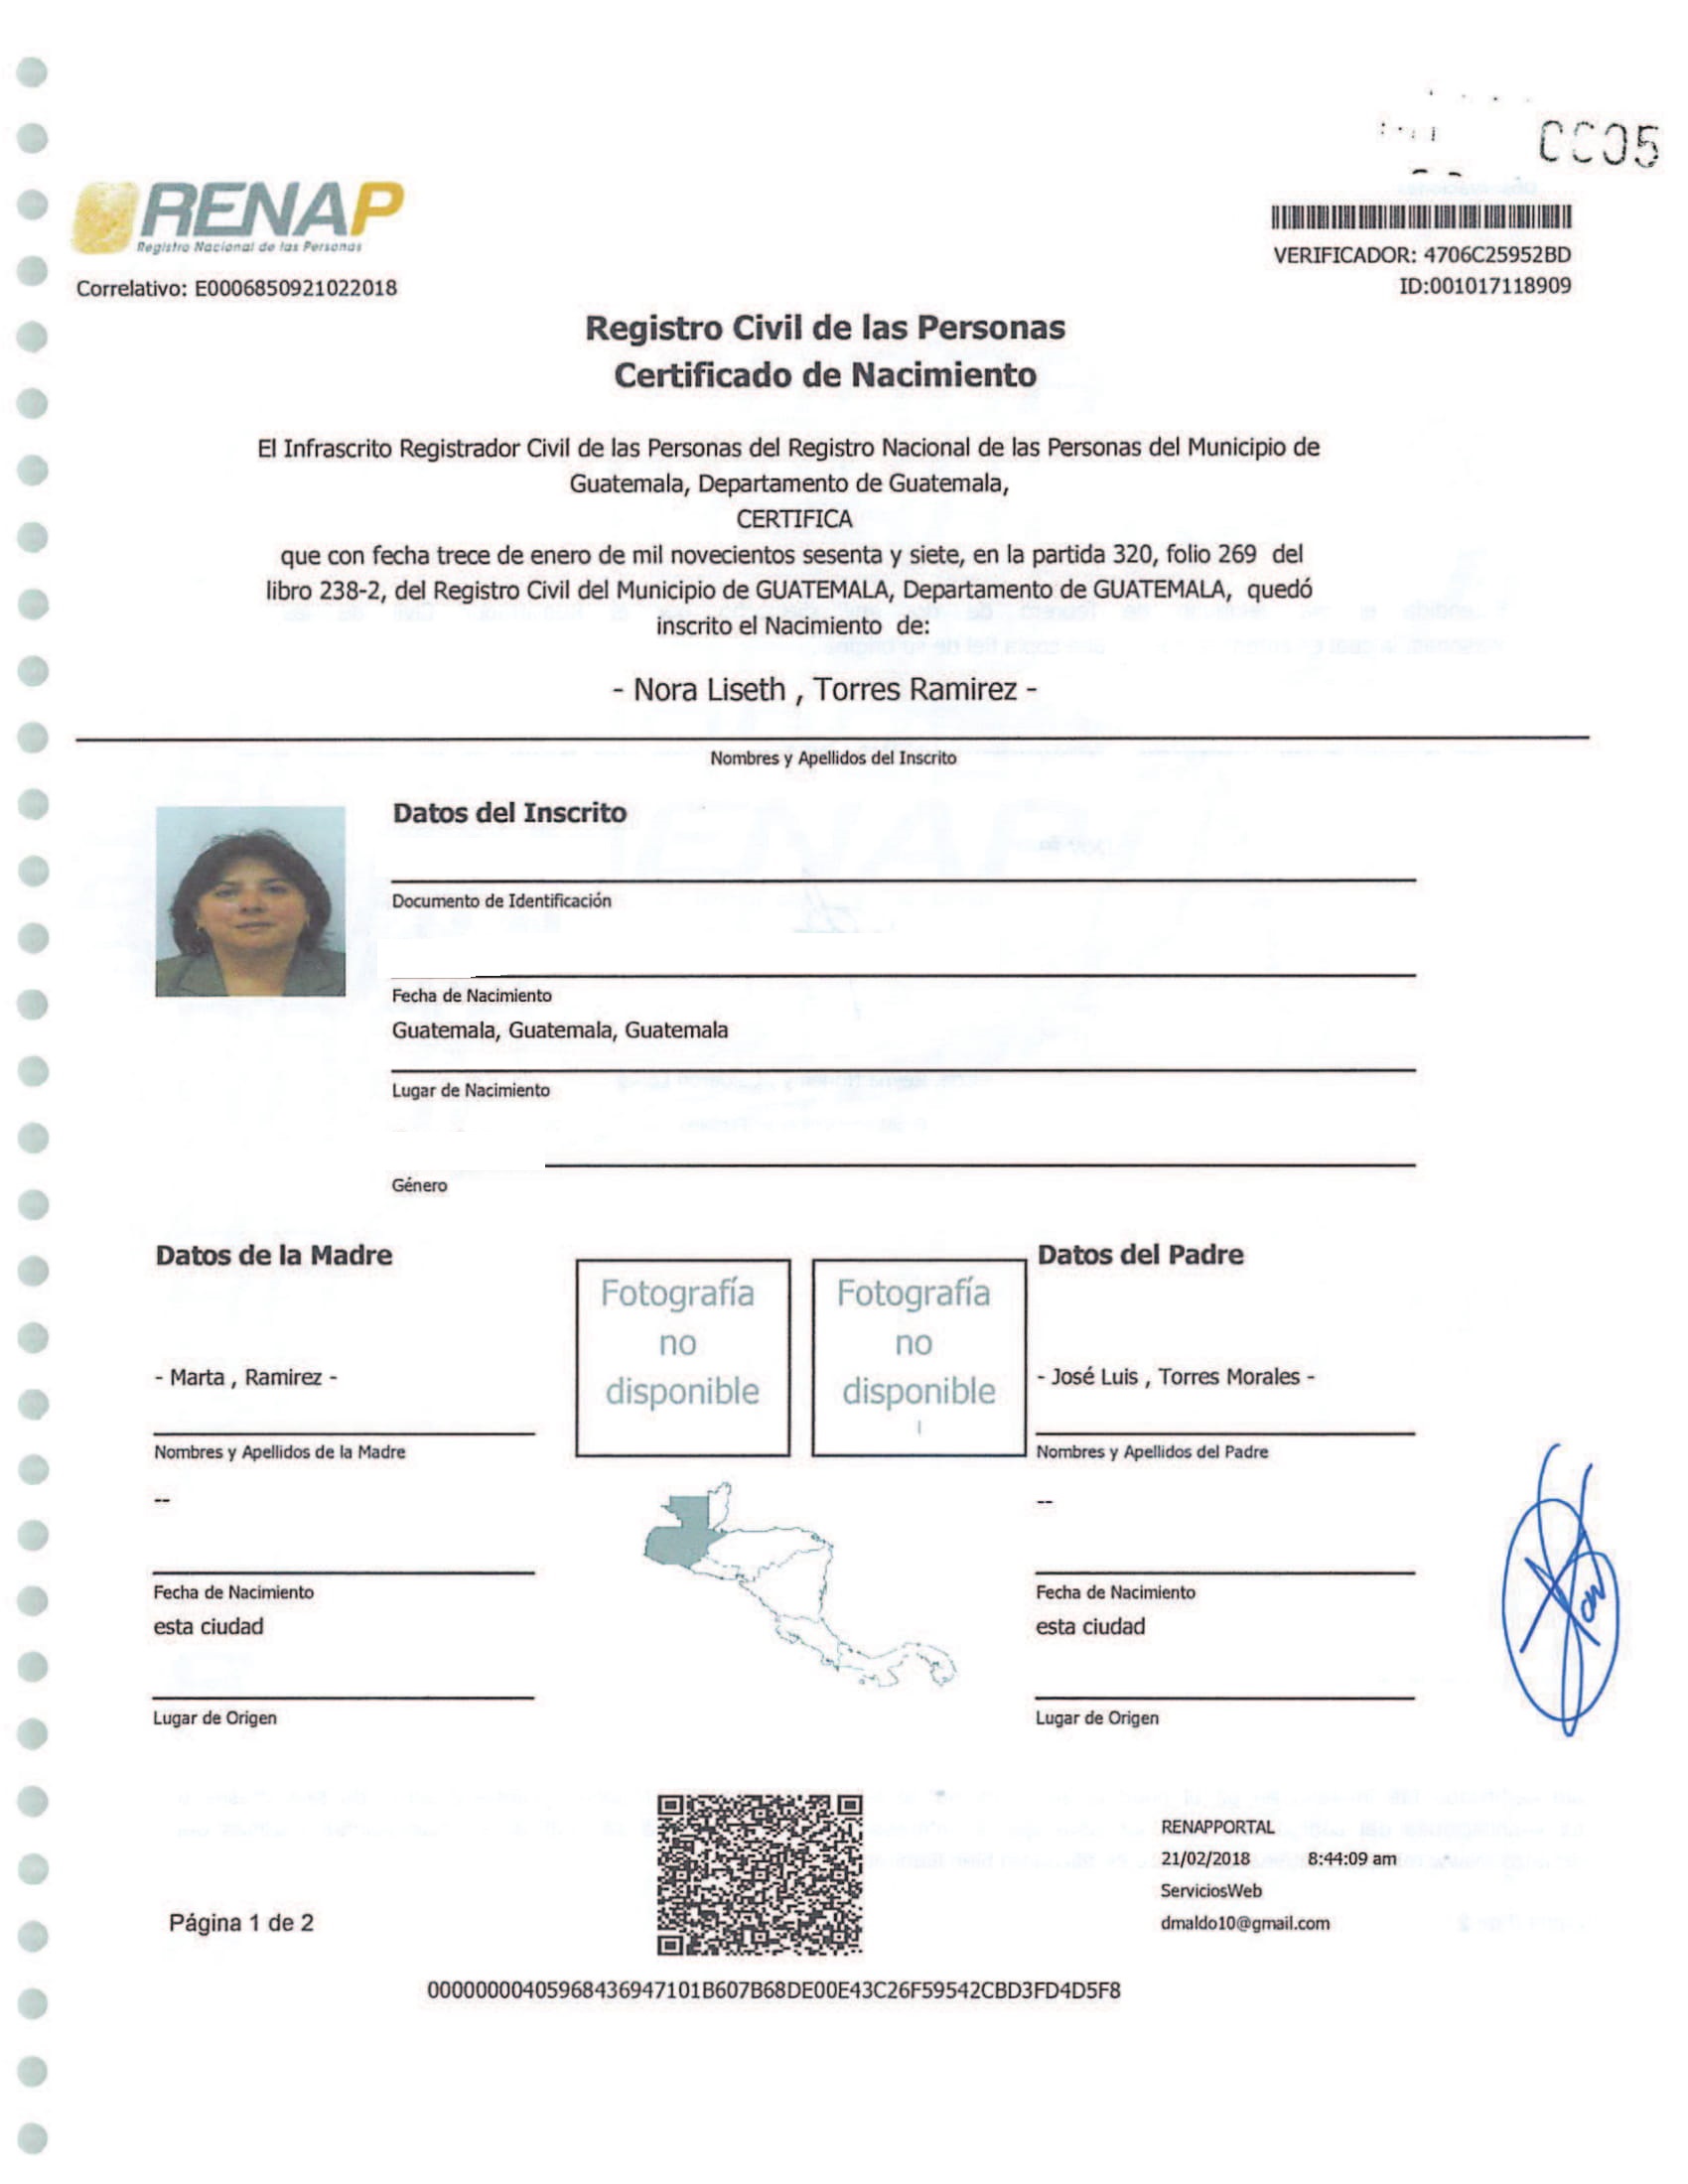 CC05
RENAP
Registro Nacional de las Personas
VERIFICADOR: 4706C25952BD
Correlativo: E0006850921022018
ID:001017118909
Registro Civil de las Personas
Certificado de Nacimiento
El Infrascrito Registrador Civil de las Personas del Registro Nacional de las Personas del Municipio de
Guatemala, Departamento de Guatemala,
CERTIFICA
que con fecha trece de enero de mil novecientos sesenta y siete, en la partida 320, folio 269 del
libro 238-2, del Registro Civil del Municipio de GUATEMALA, Departamento de GUATEMALA, quedó
inscrito el Nacimiento de:
- Nora Liseth , Torres Ramirez -
Nombres y Apellidos del Inscrito
Datos del Inscrito
Documento de Identificación
Fecha de Nacimiento
Guatemala, Guatemala, Guatemala
Lugar de Nacimiento
Género
Datos de la Madre
Fotografía
no
disponible
Fotografía
no
disponible
Datos del Padre
- Marta , Ramirez -
- José Luis , Torres Morales -
Nombres y Apellidos de la Madre
Nombres y Apellidos del Padre
--
--
Fecha de Nacimiento
Fecha de Nacimiento
esta ciudad
esta ciudad
Lugar de Origen
Lugar de Origen
RENAPPORTAL
21/02/2018 8:44:09 am
ServiciosWeb
dmaldo10@gmail.com
Página 1 de 2
00000000405968436947101B607B68DE00E43C26F59542CBD3FD4D5F8